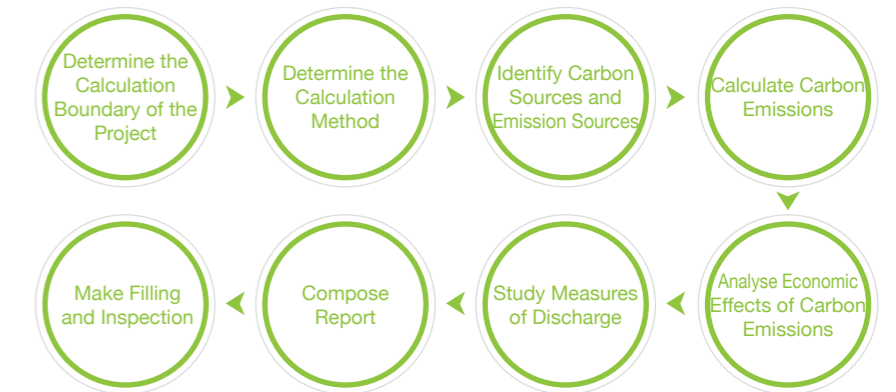 Determine the
Calculation
Boundary of the
Project
Determine the
Calculation
Method
Identify Carbon
Sources and
Emission Sources
Calculate Carbon
Emissions
Analyse Economic
Effects of Carbon
Emissions
Study Measures
of Discharge
Compose
Report
Make Filling
and Inspection